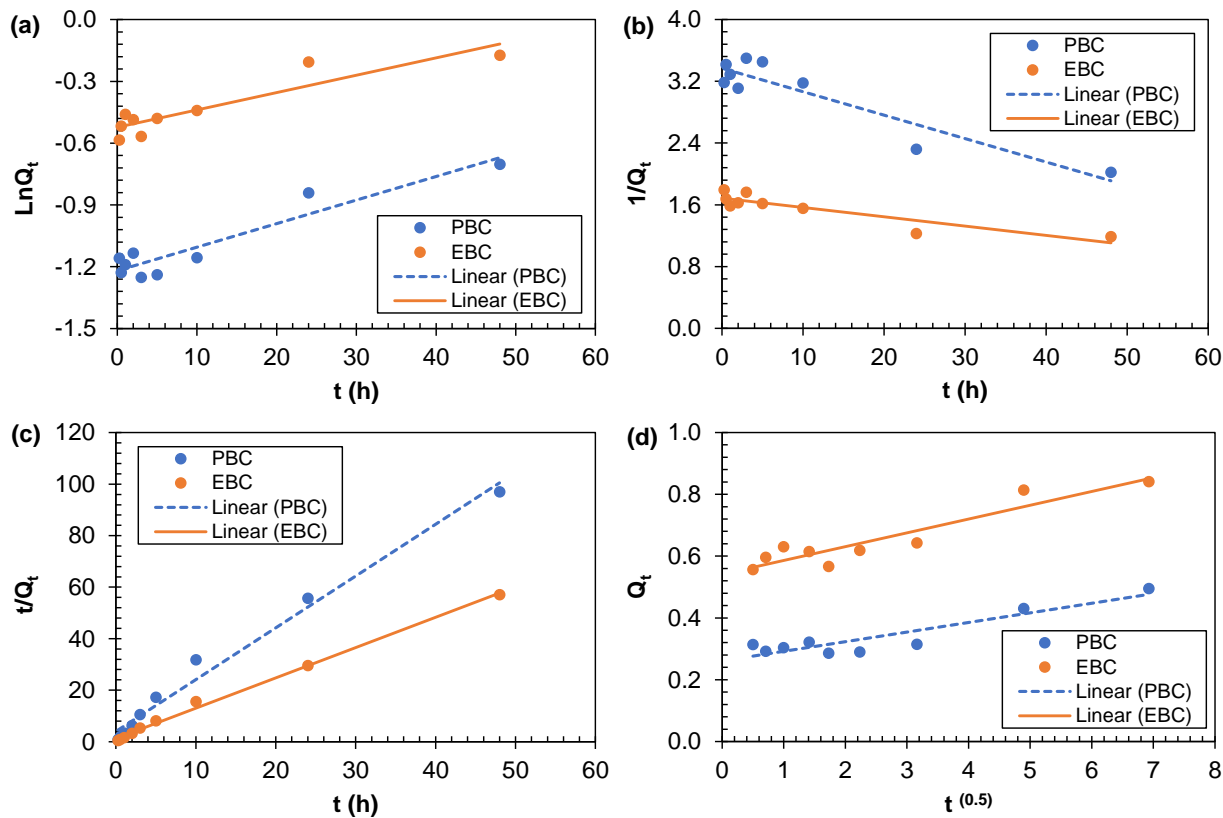 (a)
0.0
-0.3
-0.6
-0.9
-1.2
-1.5
LnQt
PBC
EBC
Linear (PBC)
Linear (EBC)
0 10 20 30 40 50 60
t (h)
(b)
4.0
3.2
2.4
1.6
0.8
0.0
1/Qt
PBC
EBC
Linear (PBC)
Linear (EBC)
0 10 20 30 40 50 60
t (h)
(c)
120
100
80
60
40
20
0
t/Qt
PBC
EBC
Linear (PBC)
Linear (EBC)
0 10 20 30 40 50 60
t (h)
(d)
1.0
0.8
0.6
0.4
0.2
0.0
Qt
PBC
EBC
Linear (PBC)
Linear (EBC)
0 1 2 3 4 5 6 7 8
t (0.5)